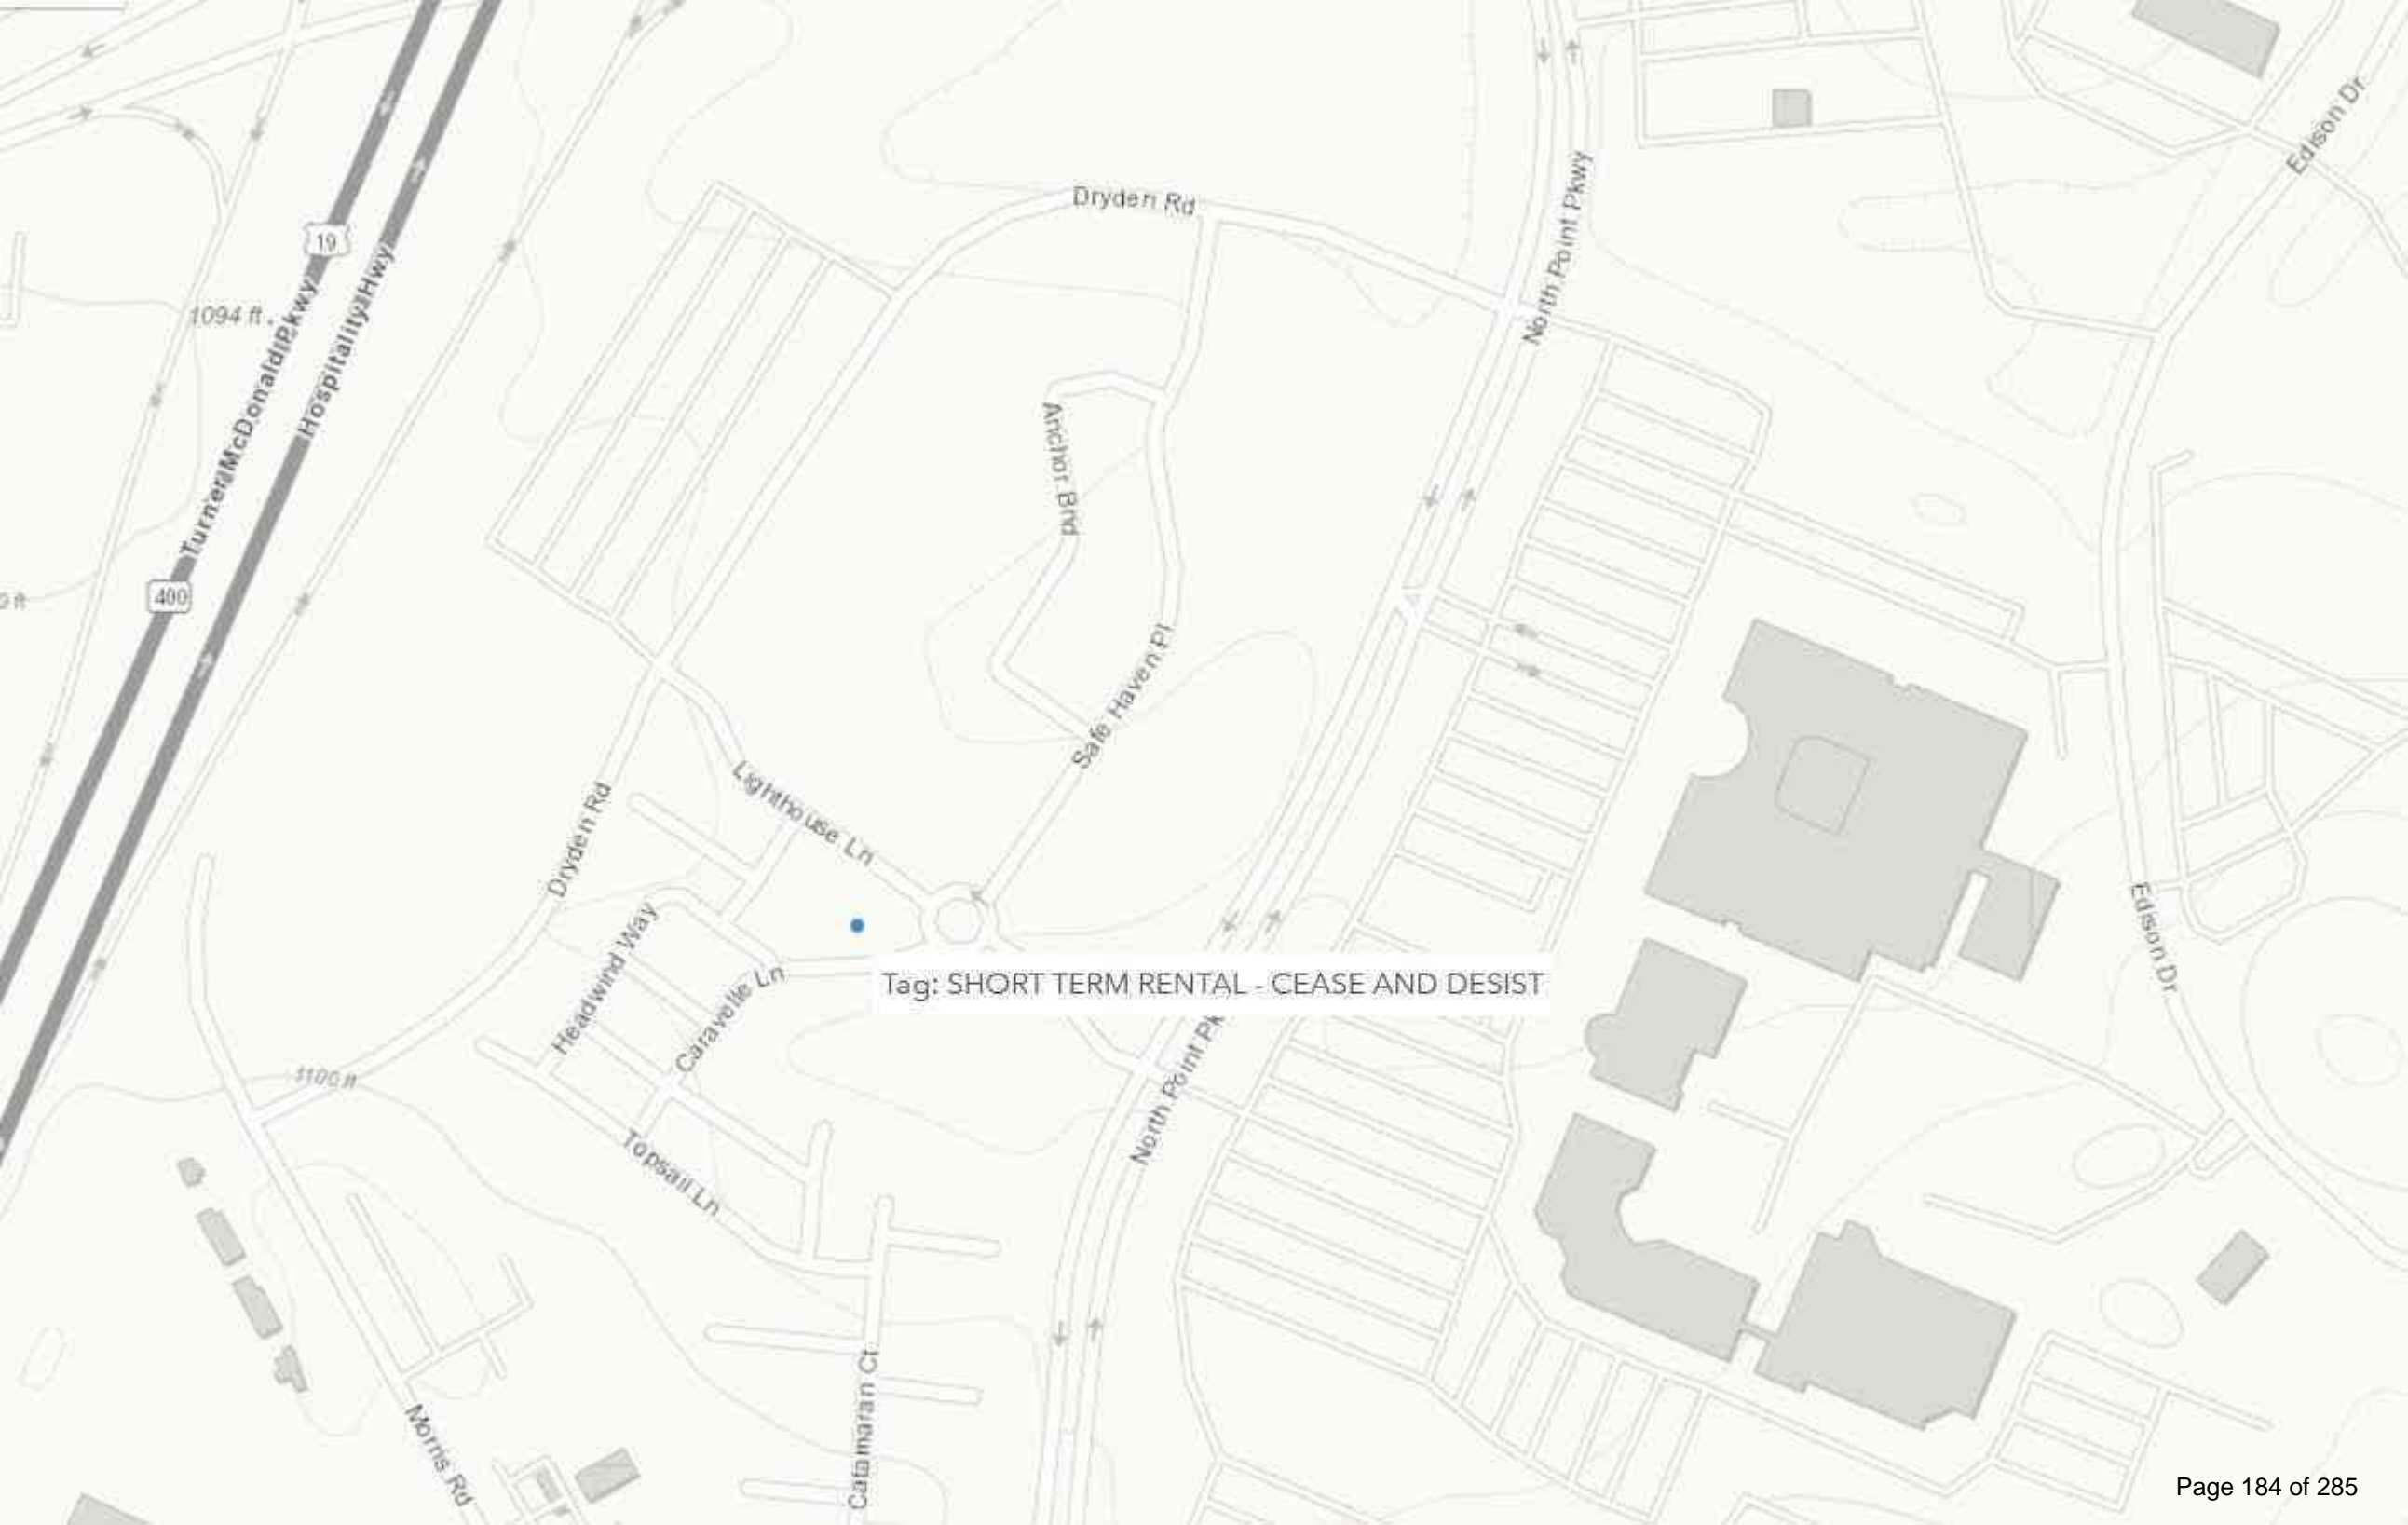 Dryden Rd
North Point Pkwy
Edison Dr
19
1094 ft
Turner McDonald Pkwy
Hospitality Hwy
Anchor Bnd
400
0 ft
Safe Haven Pl
Lighthouse Ln
Dryden Rd
Headwind Way
Caravelle Ln
Tag: SHORT TERM RENTAL - CEASE AND DESIST
Edison Dr
North Point Pk
1100 ft
Topsail Ln
Catamaran Ct
Morris Rd
Page 184 of 285